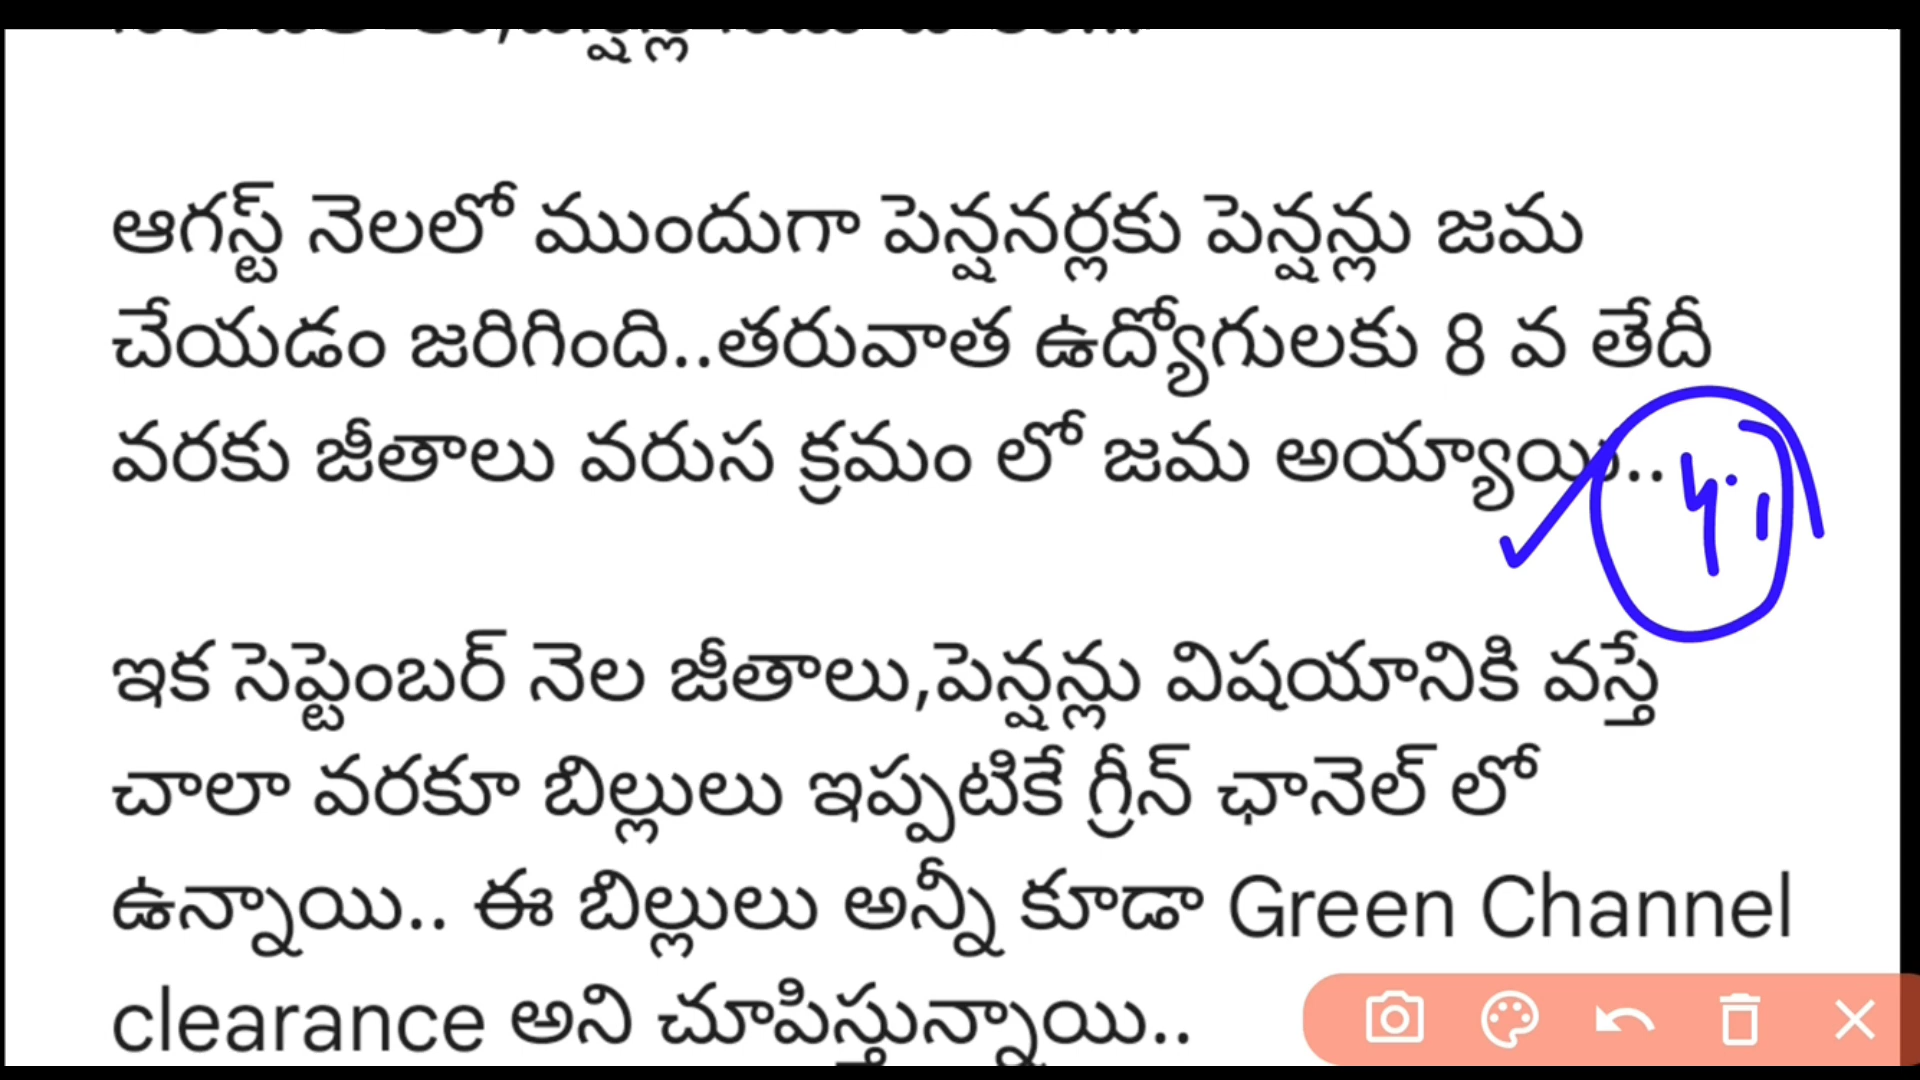 ఆగస్ట్ నెలలో ముందుగా పెన్షనర్లకు పెన్షన్లు జమ
చేయడం జరిగింది..తరువాత ఉద్యోగులకు 8 వ తేదీ
వరకు జీతాలు వరుస క్రమం లో జమ అయ్యాయి..
ఇక సెప్టెంబర్ నెల జీతాలు,పెన్షన్లు విషయానికి వస్తే
చాలా వరకూ బిల్లులు ఇప్పటికే గ్రీన్ ఛానెల్ లో
ఉన్నాయి.. ఈ బిల్లులు అన్నీ కూడా Green Channel
clearance అని చూపిస్తున్నాయి..